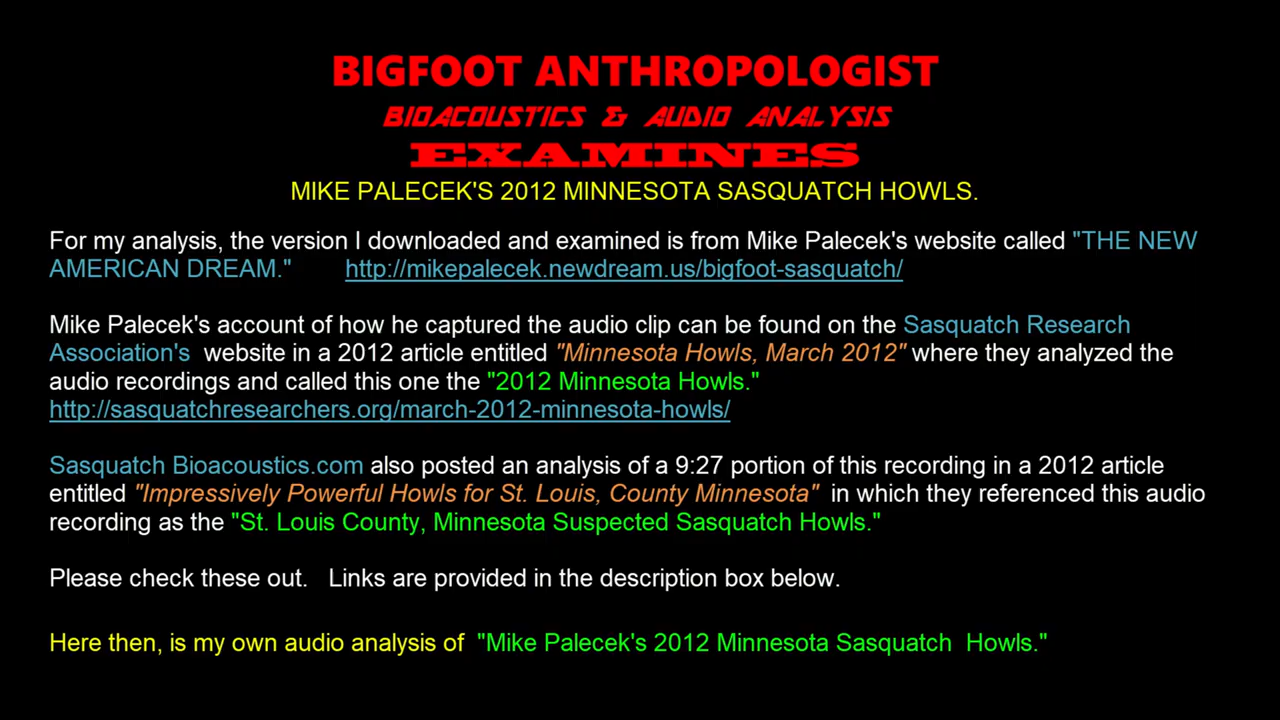 BIGFOOT ANTHROPOLOGIST
BIOACOUSTICS & AUDIO ANALYSIS
EXAMINES
MIKE PALECEK'S 2012 MINNESOTA SASQUATCH HOWLS.
For my analysis, the version I downloaded and examined is from Mike Palecek's website called "THE NEW
AMERICAN DREAM." http://mikepalecek.newdream.us/bigfoot-sasquatch/
Mike Palecek's account of how he captured the audio clip can be found on the Sasquatch Research
Association's website in a 2012 article entitled "Minnesota Howls, March 2012" where they analyzed the
audio recordings and called this one the "2012 Minnesota Howls."
http://sasquatchresearchers.org/march-2012-minnesota-howls/
Sasquatch Bioacoustics.com also posted an analysis of a 9:27 portion of this recording in a 2012 article
entitled "Impressively Powerful Howls for St. Louis, County Minnesota" in which they referenced this audio
recording as the "St. Louis County, Minnesota Suspected Sasquatch Howls."
Please check these out. Links are provided in the description box below.
Here then, is my own audio analysis of "Mike Palecek's 2012 Minnesota Sasquatch Howls."